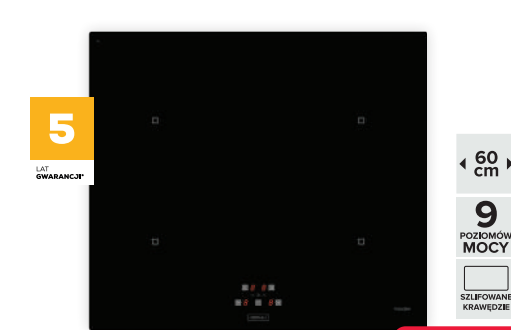 5
LAT
GWARANCJI*
60
cm
9
POZIOMÓW
MOCY
SZLIFOWANE
KRAWĘDZIE